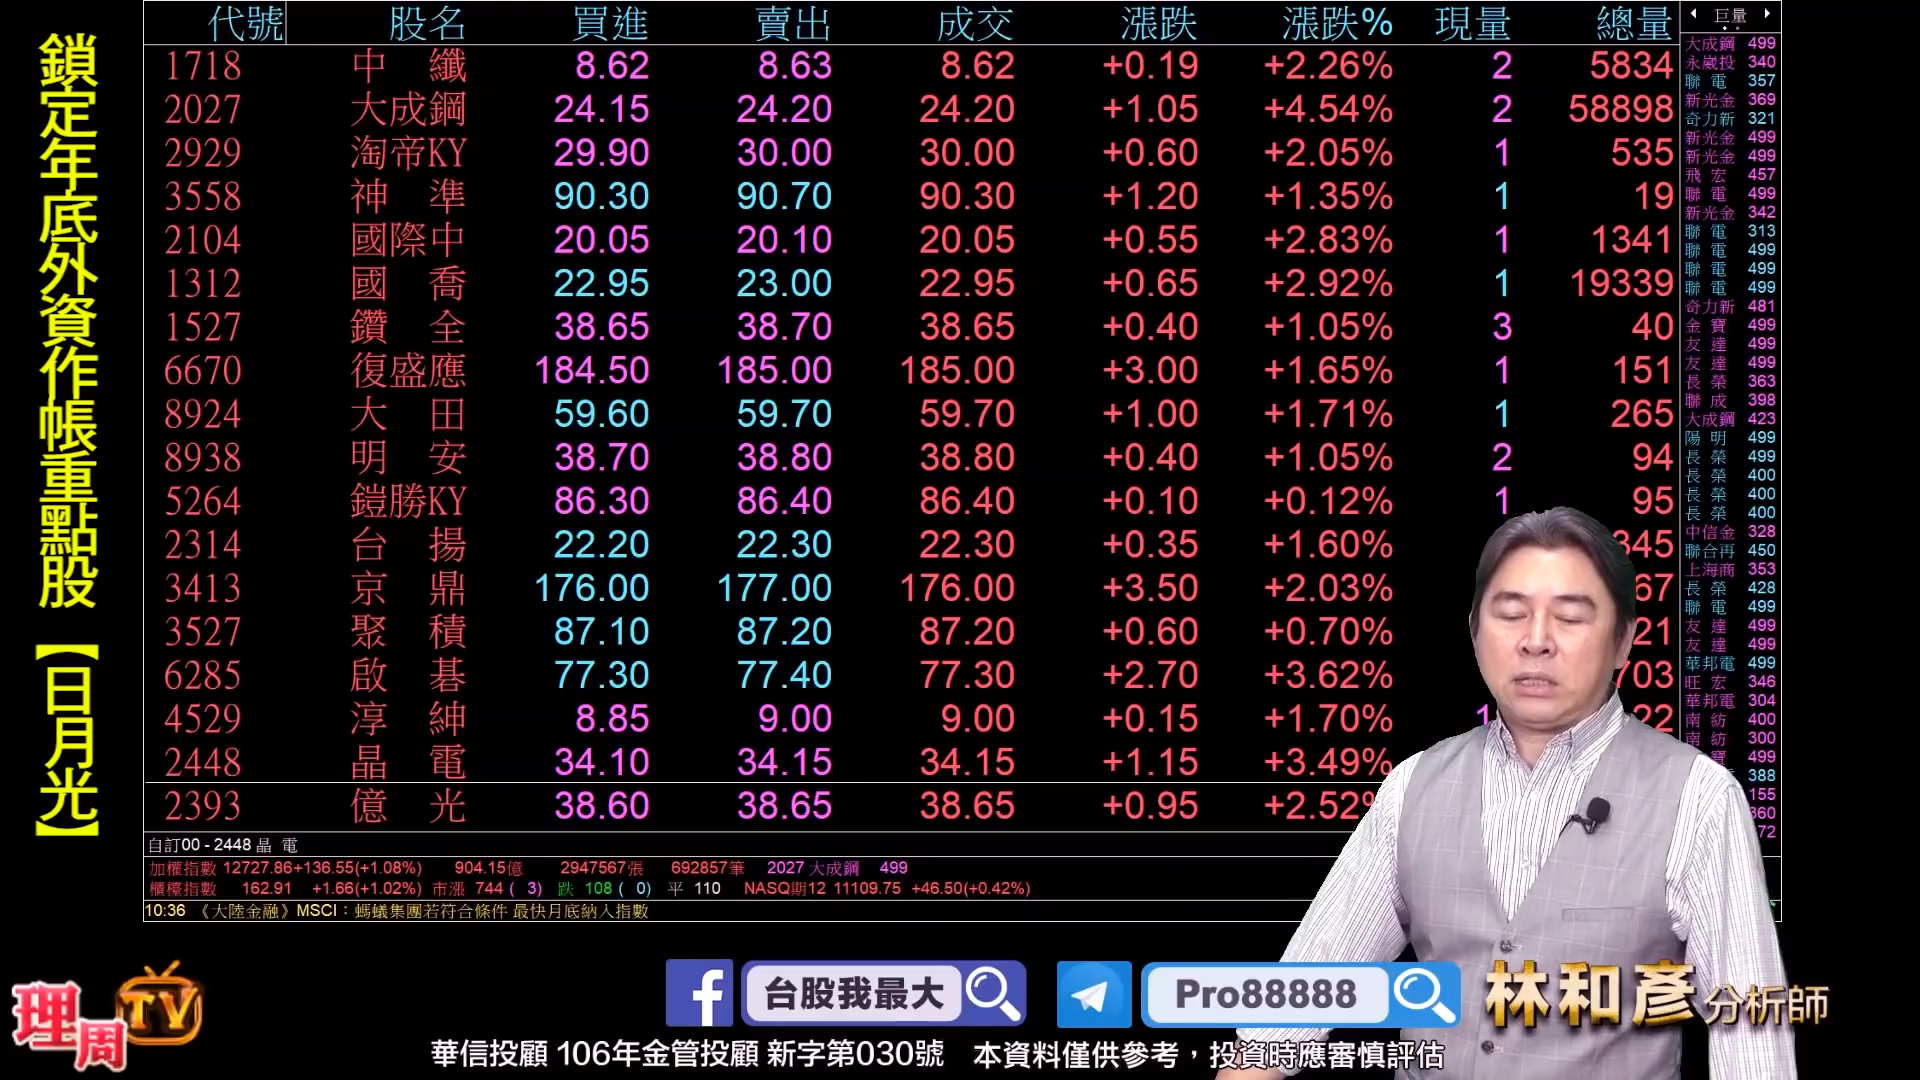 鎖定年底外資作帳重點股【日月光】
代號 股名 買進 賣出 成交 漲跌 漲跌% 現量 總量
1718 中 纖 8.62 8.63 8.62 +0.19 +2.26% 2 5834
2027 大成鋼 24.15 24.20 24.20 +1.05 +4.54% 2 58898
2929 淘帝KY 29.90 30.00 30.00 +0.60 +2.05% 1 535
3558 神 準 90.30 90.70 90.30 +1.20 +1.35% 1 19
2104 國際中 20.05 20.10 20.05 +0.55 +2.83% 1 1341
1312 國 喬 22.95 23.00 22.95 +0.65 +2.92% 1 19339
1527 鑽 全 38.65 38.70 38.65 +0.40 +1.05% 3 40
6670 復盛應 184.50 185.00 185.00 +3.00 +1.65% 1 151
8924 大 田 59.60 59.70 59.70 +1.00 +1.71% 1 265
8938 明 安 38.70 38.80 38.80 +0.40 +1.05% 2 94
5264 鎧勝KY 86.30 86.40 86.40 +0.10 +0.12% 1 95
2314 台 揚 22.20 22.30 22.30 +0.35 +1.60% 345
3413 京 鼎 176.00 177.00 176.00 +3.50 +2.03% 67
3527 聚 積 87.10 87.20 87.20 +0.60 +0.70% 21
6285 啟 碁 77.30 77.40 77.30 +2.70 +3.62% 703
4529 淳 紳 8.85 9.00 9.00 +0.15 +1.70% 1 22
2448 晶 電 34.10 34.15 34.15 +1.15 +3.49%
2393 億 光 38.60 38.65 38.65 +0.95 +2.52%
巨量
大成鋼 499
永崴投 340
聯 電 357
新光金 369
奇力新 321
新光金 499
新光金 499
飛 宏 457
聯 電 499
新光金 342
聯 電 313
聯 電 499
聯 電 499
聯 電 499
奇力新 481
金 寶 499
友 達 499
友 達 499
長 榮 363
聯 成 398
大成鋼 423
陽 明 499
長 榮 499
長 榮 400
長 榮 400
長 榮 400
中信金 328
聯合再 450
上海商 353
長 榮 428
聯 電 499
友 達 499
友 達 499
華邦電 499
旺 宏 346
華邦電 304
南 紡 400
南 紡 300
寶 499
388
155
360
72
自訂00 - 2448 晶 電
加權指數 12727.86+136.55(+1.08%) 904.15億 2947567張 692857筆 2027 大成鋼 499
櫃檯指數 162.91 +1.66(+1.02%) 市漲 744 ( 3) 跌 108 ( 0) 平 110 NASQ期12 11109.75 +46.50(+0.42%)
10:36 《大陸金融》MSCI：螞蟻集團若符合條件 最快月底納入指數
理周TV
台股我最大
Pro88888
林和彥分析師
華信投顧 106年金管投顧 新字第030號 本資料僅供參考，投資時應審慎評估